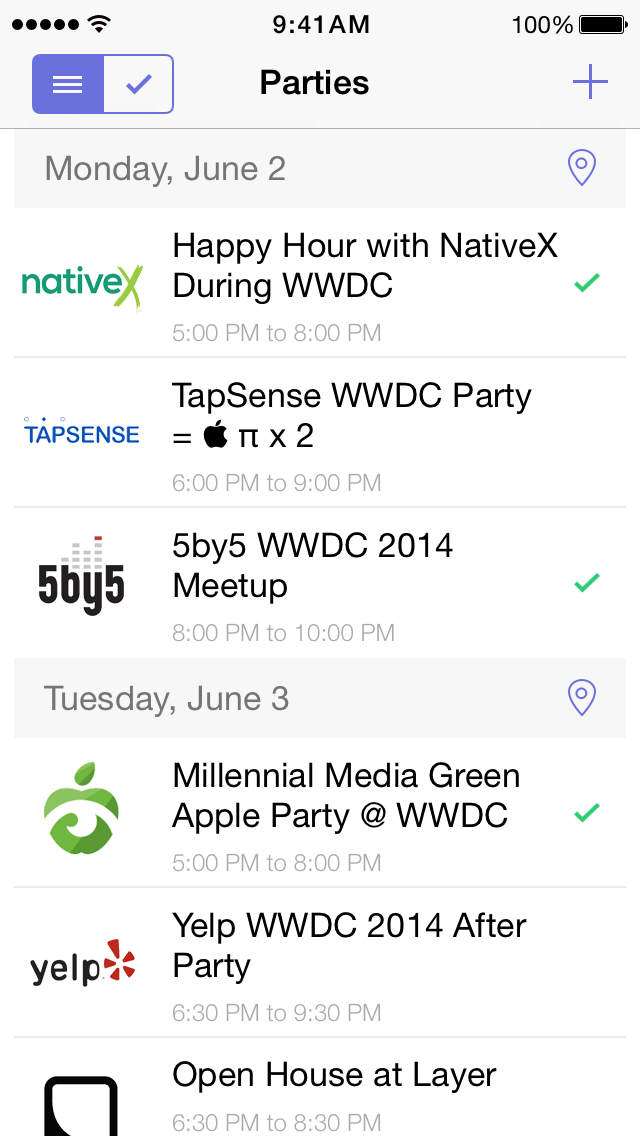 9:41AM 100%
Parties
Monday, June 2
nativeX
Happy Hour with NativeX
During WWDC
5:00 PM to 8:00 PM
TAPSENSE
TapSense WWDC Party
=  π x 2
6:00 PM to 9:00 PM
5by5
5by5 WWDC 2014
Meetup
8:00 PM to 10:00 PM
Tuesday, June 3
Millennial Media Green
Apple Party @ WWDC
5:00 PM to 8:00 PM
yelp
Yelp WWDC 2014 After
Party
6:30 PM to 9:30 PM
Open House at Layer
6:30 PM to 8:30 PM